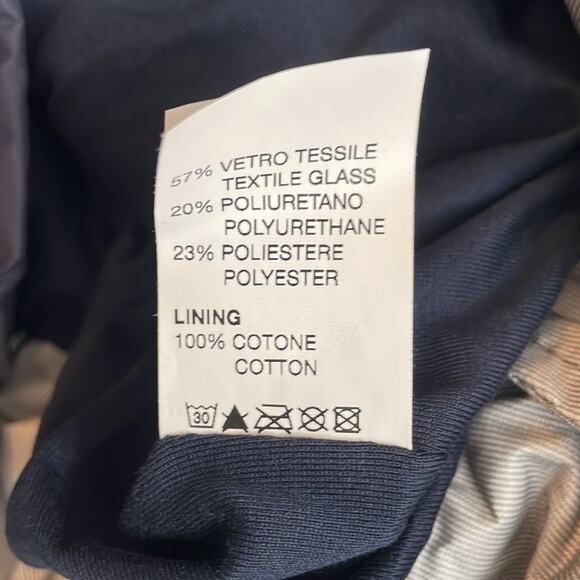 57% VETRO TESSILE
TEXTILE GLASS
20% POLIURETANO
POLYURETHANE
23% POLIESTERE
POLYESTER
LINING
100% COTONE
COTTON
30